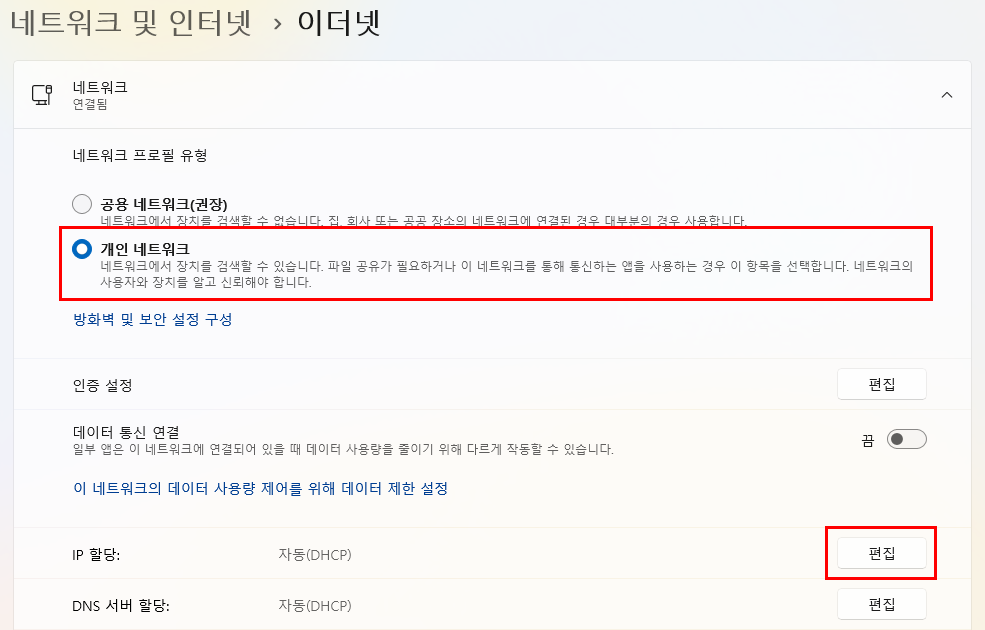 네트워크 및 인터넷 › 이더넷
네트워크
연결됨
네트워크 프로필 유형
공용 네트워크(권장)
네트워크에서 장치를 검색할 수 없습니다. 집, 회사 또는 공공 장소의 네트워크에 연결된 경우 대부분의 경우 사용합니다.
개인 네트워크
네트워크에서 장치를 검색할 수 있습니다. 파일 공유가 필요하거나 이 네트워크를 통해 통신하는 앱을 사용하는 경우 이 항목을 선택합니다. 네트워크의
사용자와 장치를 알고 신뢰해야 합니다.
방화벽 및 보안 설정 구성
인증 설정 편집
데이터 통신 연결
일부 앱은 이 네트워크에 연결되어 있을 때 데이터 사용량을 줄이기 위해 다르게 작동할 수 있습니다.
끔
이 네트워크의 데이터 사용량 제어를 위해 데이터 제한 설정
IP 할당: 자동(DHCP) 편집
DNS 서버 할당: 자동(DHCP) 편집